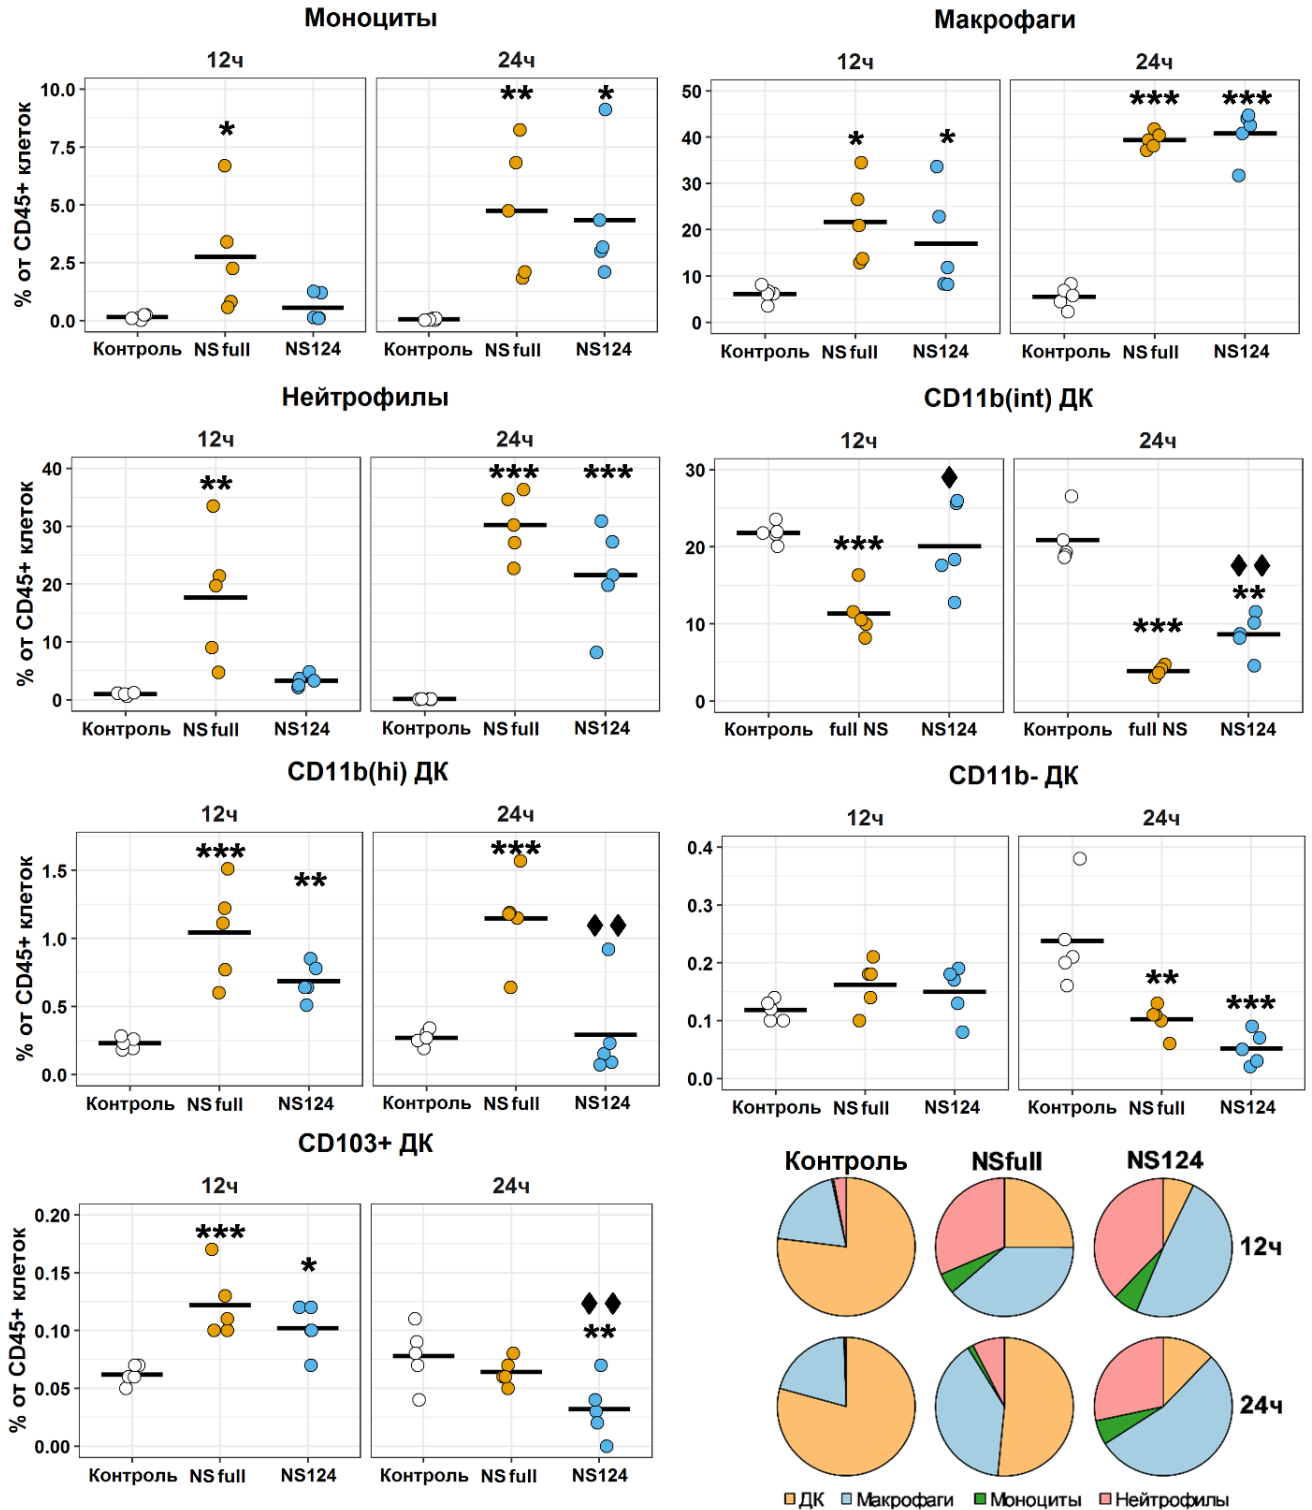 Моноциты
12ч 24ч
% от CD45+ клеток
10.0
7.5
5.0
2.5
0.0
* ** *
Контроль NS full NS124 Контроль NS full NS124
Макрофаги
12ч 24ч
50
40
30
20
10
0
* * *** ***
Контроль NS full NS124 Контроль NS full NS124
Нейтрофилы
12ч 24ч
% от CD45+ клеток
40
30
20
10
0
** *** ***
Контроль NS full NS124 Контроль NS full NS124
CD11b(int) ДК
12ч 24ч
30
20
10
0
♦
*** ♦♦
*** **
Контроль full NS NS124 Контроль full NS NS124
CD11b(hi) ДК
12ч 24ч
% от CD45+ клеток
1.5
1.0
0.5
0.0
*** ** *** ♦♦
Контроль NS full NS124 Контроль NS full NS124
CD11b- ДК
12ч 24ч
0.4
0.3
0.2
0.1
0.0
** ***
Контроль NS full NS124 Контроль NS full NS124
CD103+ ДК
12ч 24ч
% от CD45+ клеток
0.20
0.15
0.10
0.05
0.00
*** * ♦♦
**
Контроль NS full NS124 Контроль NS full NS124
Контроль NSfull NS124
12ч
24ч
ДК Макрофаги Моноциты Нейтрофилы